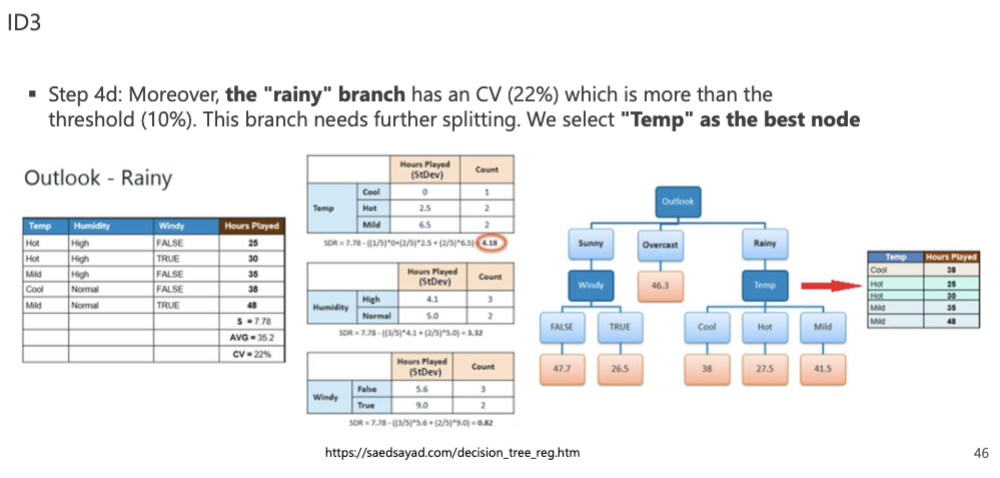 ID3
▪ Step 4d: Moreover, the "rainy" branch has an CV (22%) which is more than the
threshold (10%). This branch needs further splitting. We select "Temp" as the best node
Outlook - Rainy
Temp Humidity Windy Hours Played
Hot High FALSE 25
Hot High TRUE 30
Mild High FALSE 35
Cool Normal FALSE 38
Mild Normal TRUE 48
S = 7.78
AVG = 35.2
CV = 22%
Hours Played
(StDev) Count
Temp
Cool 0 1
Hot 2.5 2
Mild 6.5 2
SDR = 7.78 - ((1/5)*0+(2/5)*2.5 + (2/5)*6.5) 4.18
Hours Played
(StDev) Count
Humidity
High 4.1 3
Normal 5.0 2
SDR = 7.78 - ((3/5)*4.1 + (2/5)*5.0) = 3.32
Hours Played
(StDev) Count
Windy
False 5.6 3
True 9.0 2
SDR = 7.78 - ((3/5)*5.6 + (2/5)*9.0) = 0.82
Outlook
Sunny Overcast Rainy
Windy 46.3 Temp
FALSE TRUE Cool Hot Mild
47.7 26.5 38 27.5 41.5
Temp Hours Played
Cool 38
Hot 25
Hot 30
Mild 35
Mild 48
https://saedsayad.com/decision_tree_reg.htm
46